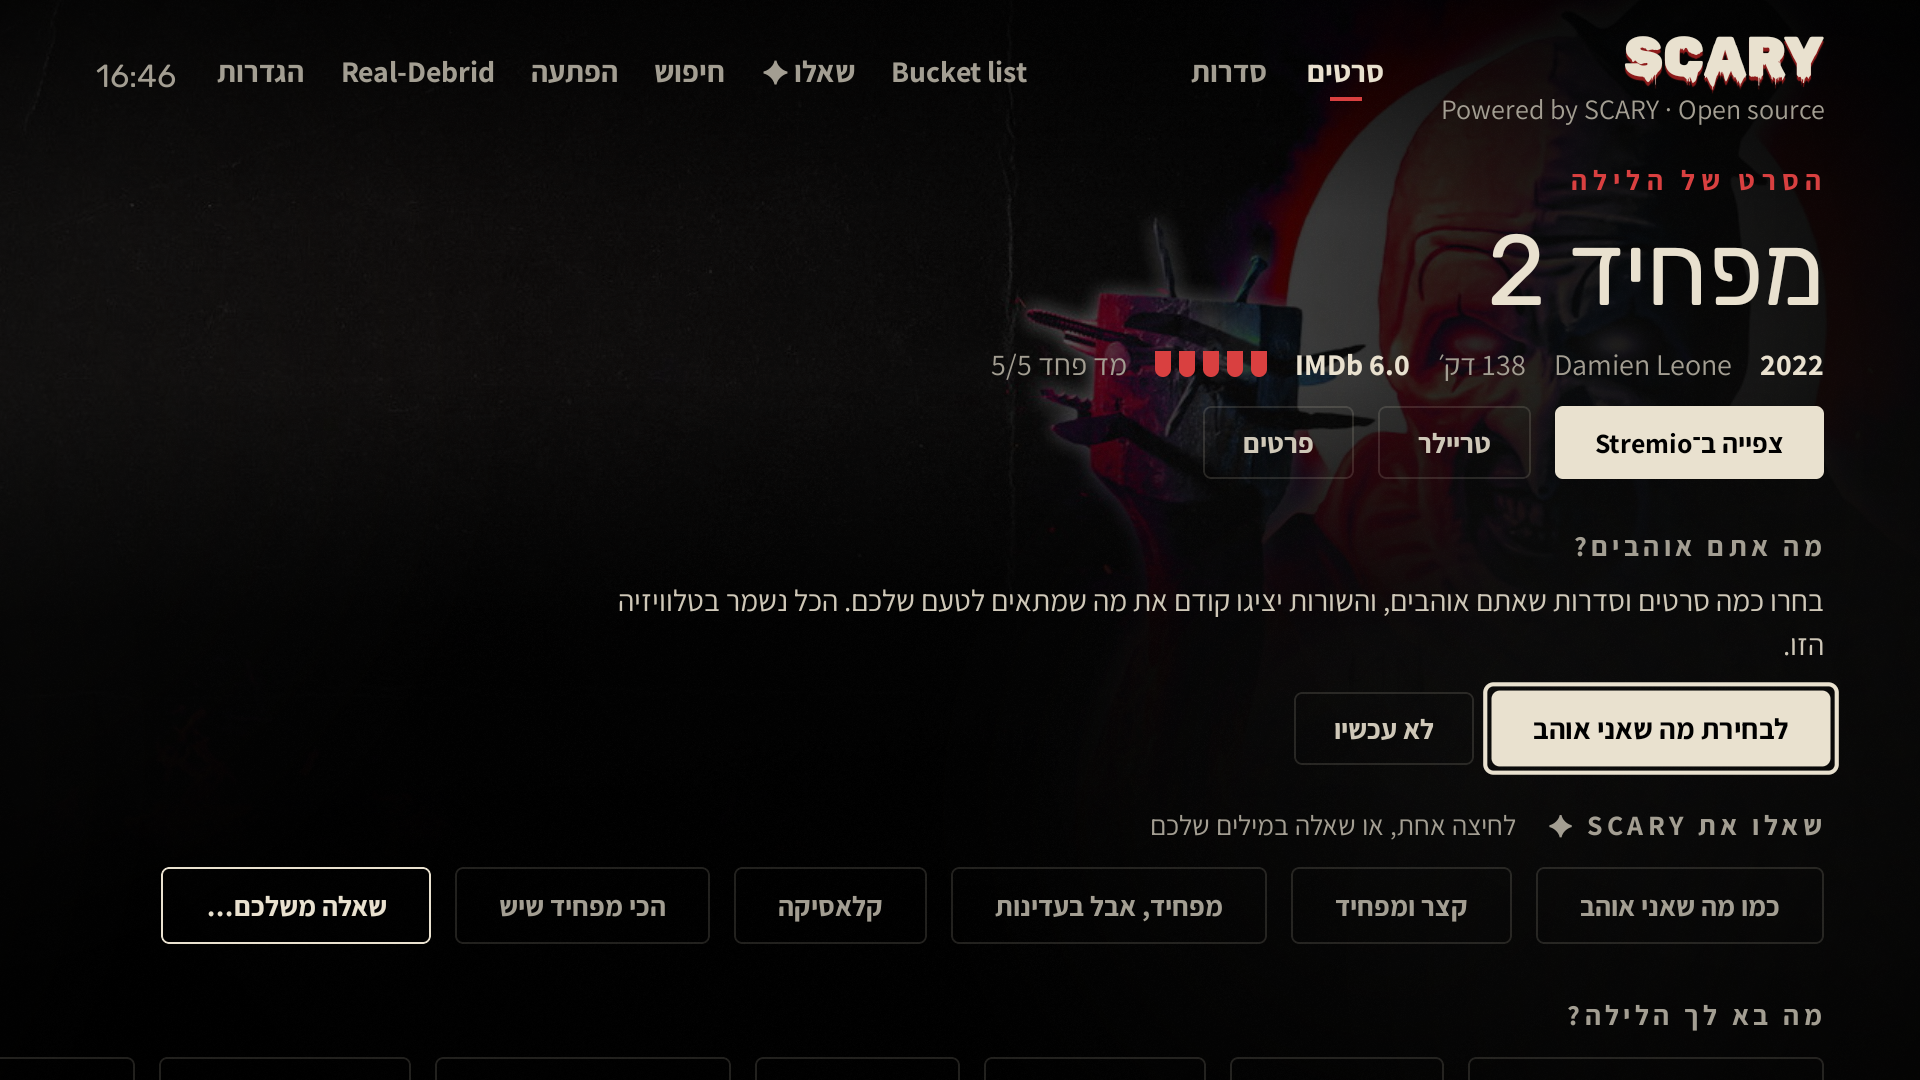 SCARY
Powered by SCARY · Open source
סרטים
סדרות
Bucket list
שאלו ✦
חיפוש
הפתעה
Real-Debrid
הגדרות
16:46
הסרט של הלילה
מפחיד 2
2022 Damien Leone 138 דק׳ IMDb 6.0 מד פחד 5/5
צפייה ב־Stremio
טריילר
פרטים
מה אתם אוהבים?
בחרו כמה סרטים וסדרות שאתם אוהבים, והשורות יציגו קודם את מה שמתאים לטעם שלכם. הכל נשמר בטלוויזיה
הזו.
לבחירת מה שאני אוהב
לא עכשיו
שאלו את SCARY ✦ לחיצה אחת, או שאלה במילים שלכם
כמו מה שאני אוהב
קצר ומפחיד
מפחיד, אבל בעדינות
קלאסיקה
הכי מפחיד שיש
שאלה משלכם...
מה בא לך הלילה?